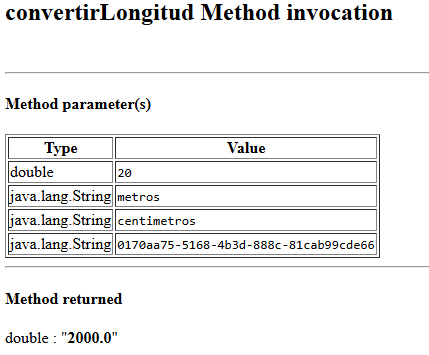 convertirLongitud Method invocation
Method parameter(s)
Type Value
double 20
java.lang.String metros
java.lang.String centimetros
java.lang.String 0170aa75-5168-4b3d-888c-81cab99cde66
Method returned
double : "2000.0"